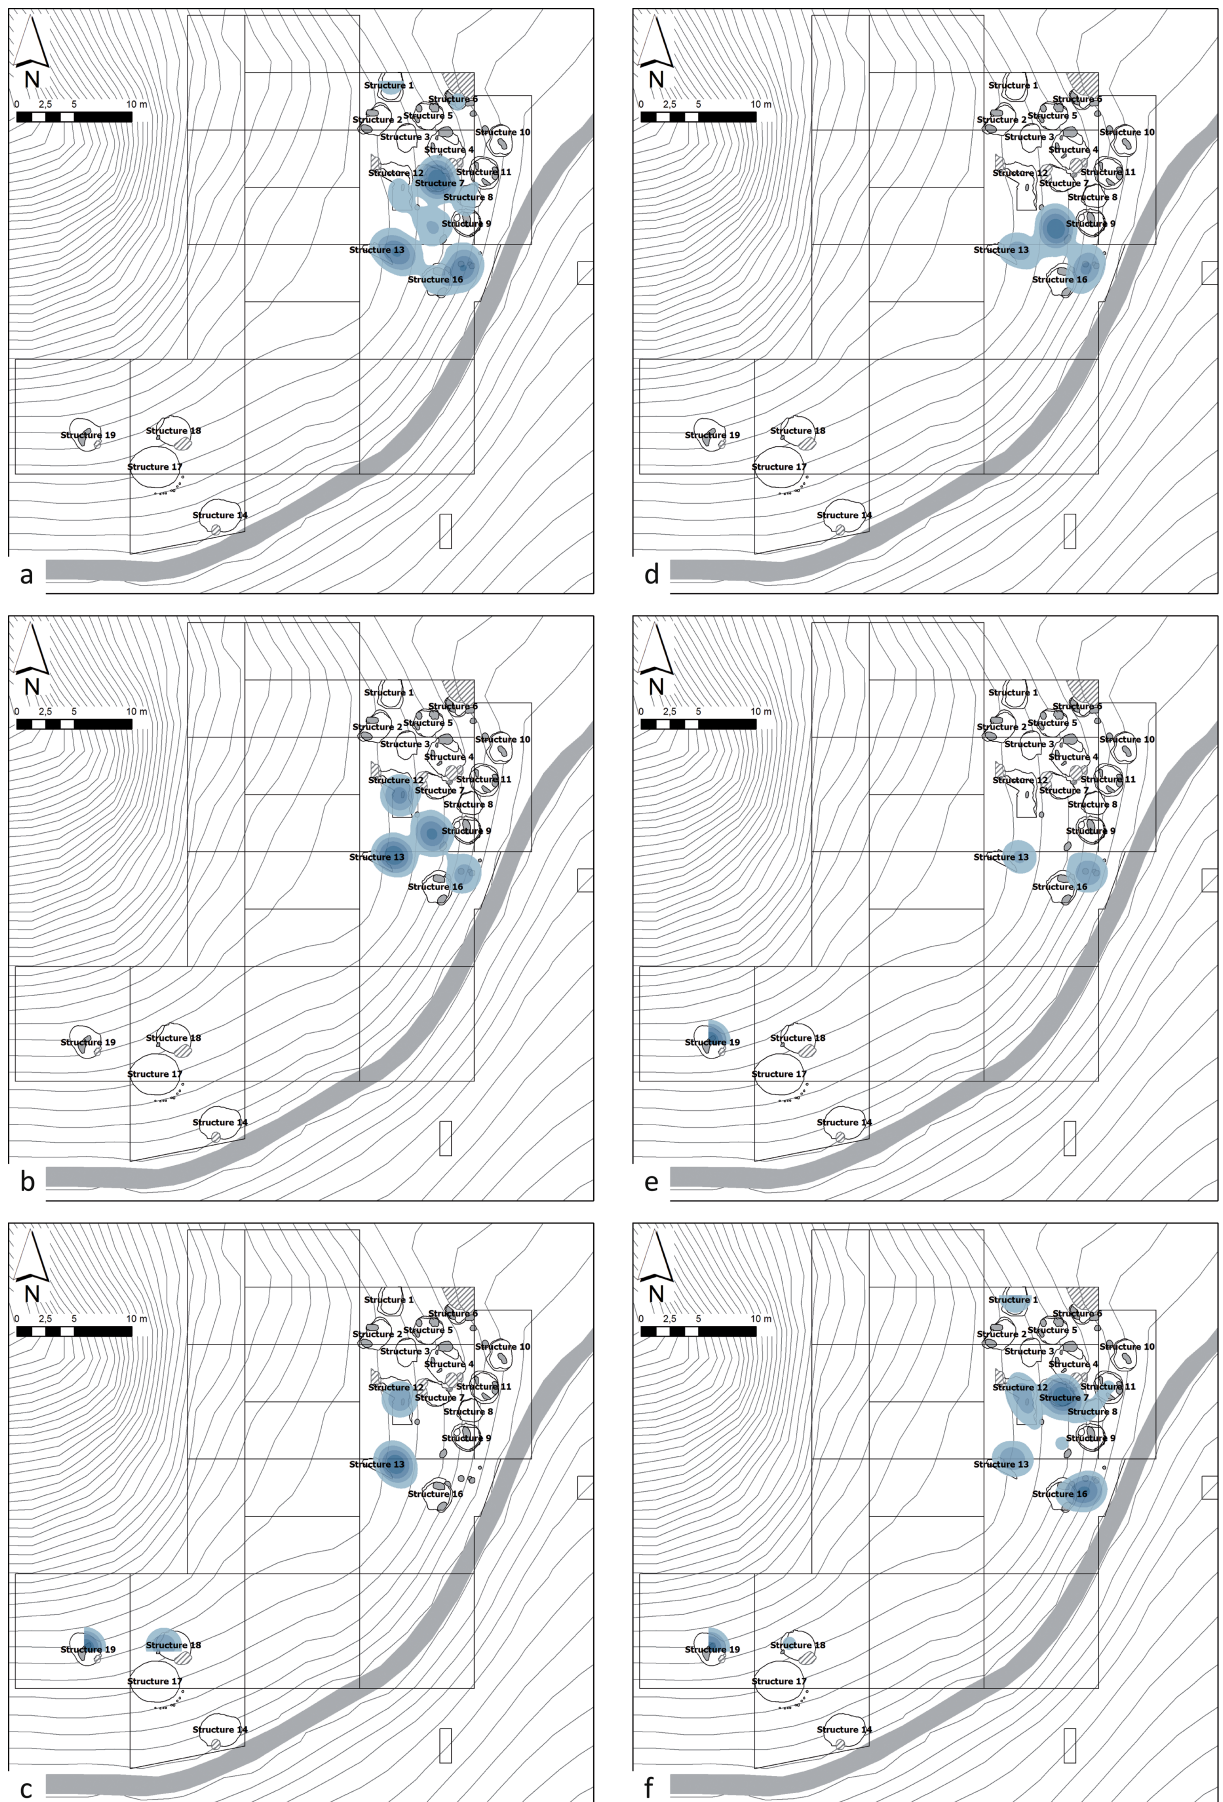 N
0 2,5 5 10 m
Structure 1
Structure 6
Structure 5
Structure 2
Structure 10
Structure 3
Structure 4
Structure 12
Structure 11
Structure 7
Structure 8
Structure 9
Structure 13
Structure 16
Structure 18
Structure 19
Structure 17
Structure 14
a
N
0 2,5 5 10 m
Structure 1
Structure 6
Structure 5
Structure 2
Structure 10
Structure 3
Structure 4
Structure 12
Structure 11
Structure 7
Structure 8
Structure 9
Structure 13
Structure 16
Structure 18
Structure 19
Structure 17
Structure 14
d
N
0 2,5 5 10 m
Structure 1
Structure 6
Structure 5
Structure 2
Structure 10
Structure 3
Structure 4
Structure 12
Structure 11
Structure 7
Structure 8
Structure 9
Structure 13
Structure 16
Structure 18
Structure 19
Structure 17
Structure 14
b
N
0 2,5 5 10 m
Structure 1
Structure 6
Structure 5
Structure 2
Structure 10
Structure 3
Structure 4
Structure 12
Structure 11
Structure 7
Structure 8
Structure 9
Structure 13
Structure 16
Structure 18
Structure 19
Structure 17
Structure 14
e
N
0 2,5 5 10 m
Structure 1
Structure 6
Structure 5
Structure 2
Structure 10
Structure 3
Structure 4
Structure 12
Structure 11
Structure 7
Structure 8
Structure 9
Structure 13
Structure 16
Structure 18
Structure 19
Structure 17
Structure 14
c
N
0 2,5 5 10 m
Structure 1
Structure 6
Structure 5
Structure 2
Structure 10
Structure 3
Structure 4
Structure 12
Structure 11
Structure 7
Structure 8
Structure 9
Structure 13
Structure 16
Structure 18
Structure 19
Structure 17
Structure 14
f